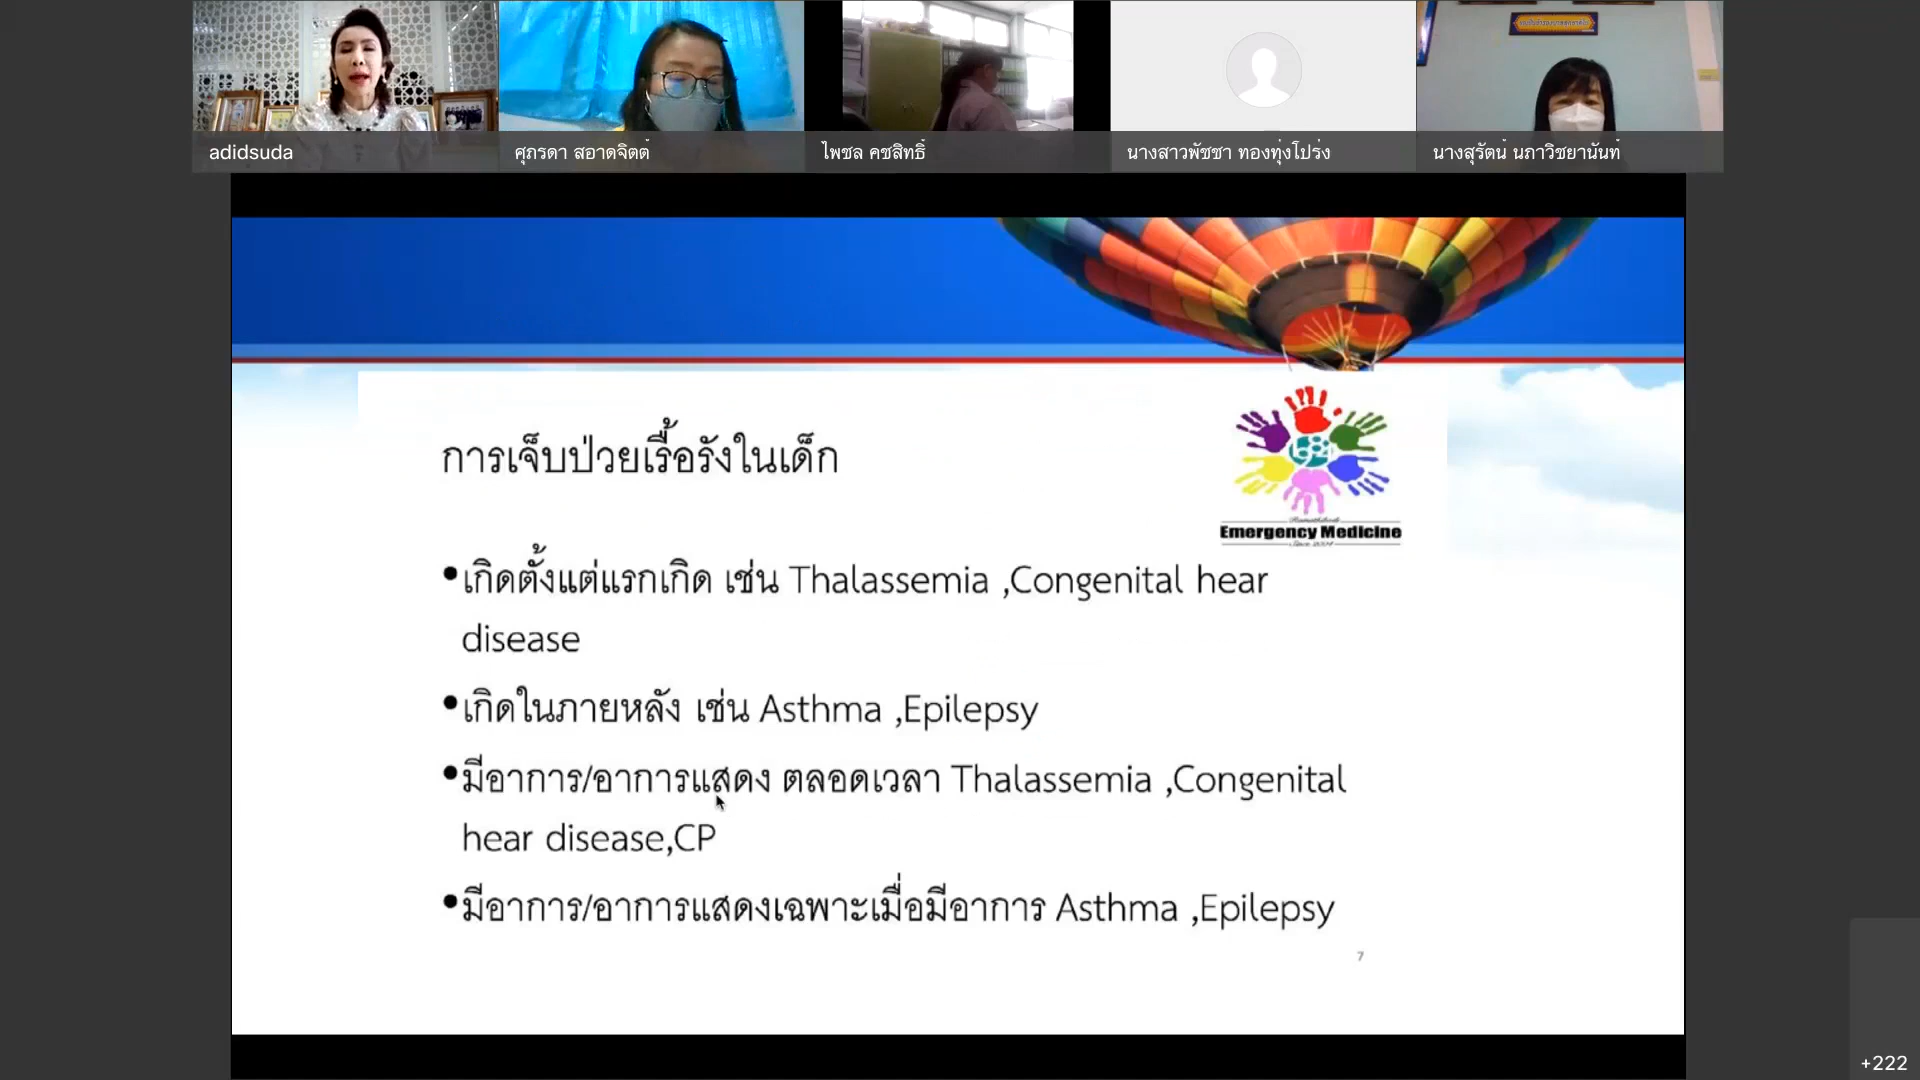 adidsuda
ศุภรดา สอาดจิตต์
ไพซล คชสิทธิ์
นางสาวพัชชา ทองทุ่งโปร่ง
นางสุรัตน์ นภาวิชยานันท์
การเจ็บป่วยเรื้อรังในเด็ก
Emergency Medicine
Since 2004
•เกิดตั้งแต่แรกเกิด เช่น Thalassemia ,Congenital hear
disease
•เกิดในภายหลัง เช่น Asthma ,Epilepsy
•มีอาการ/อาการแสดง ตลอดเวลา Thalassemia ,Congenital
hear disease,CP
•มีอาการ/อาการแสดงเฉพาะเมื่อมีอาการ Asthma ,Epilepsy
7
+222